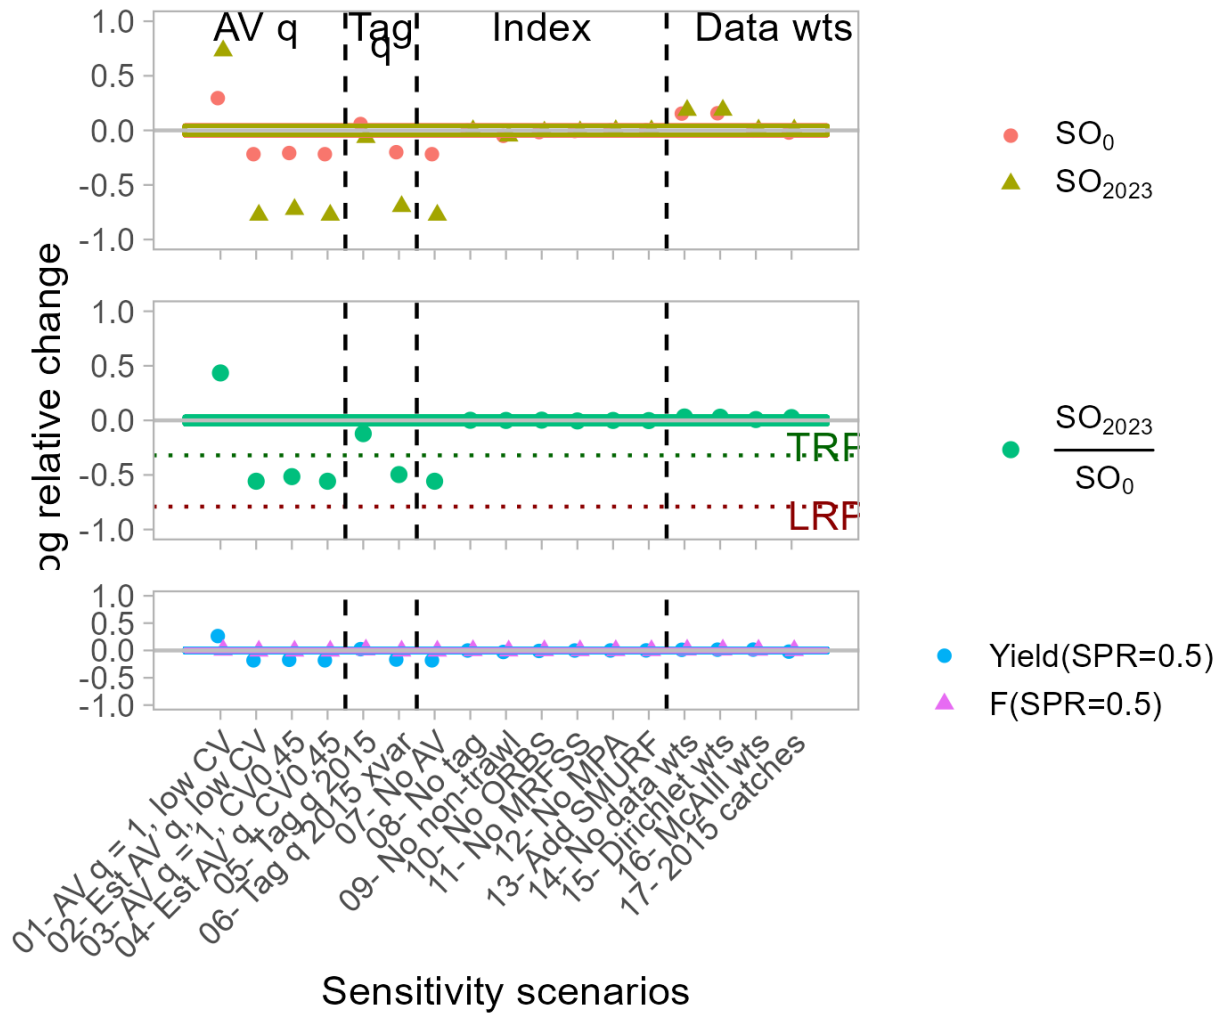 AV q
Tag
q
Index
Data wts
1.0
0.5
0.0
-0.5
-1.0
SO0
SO2023
og relative change
1.0
0.5
0.0
-0.5
-1.0
TRP
LRP
SO2023
SO0
1.0
0.5
0.0
-0.5
-1.0
Yield(SPR=0.5)
F(SPR=0.5)
01- AV q = 1, low CV
02- Est AV q, low CV
03- AV q = 1, CV0.45
04- Est AV q, CV0.45
05- Tag q 2015
06- Tag q 2015 xvar
07- No AV
08- No tag
09- No non-trawl
10- No ORBS
11- No MRFSS
12- No MPA
13- Add SMURF
14- No data wts
15- Dirichlet wts
16- McAlll wts
17- 2015 catches
Sensitivity scenarios